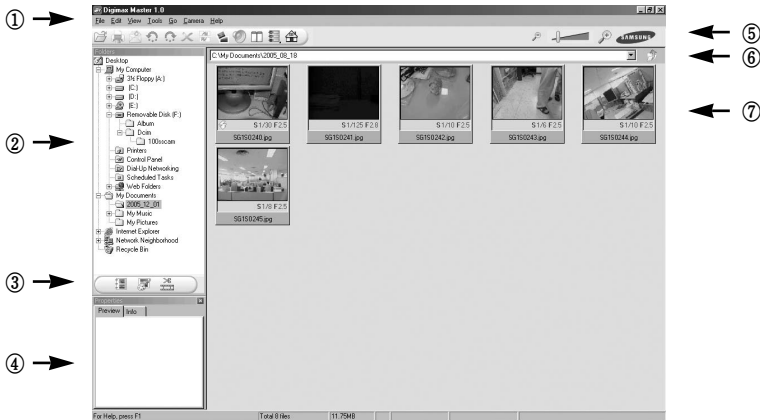 Digimax Master 1.0
①
File Edit View Tools Go Camera Help
SAMSUNG
⑤
Folders
C:\My Documents\2005_08_18
⑥
Desktop
My Computer
3½ Floppy (A:)
(C:)
(D:)
(E:)
Removable Disk (F:)
Album
Dcim
100sscam
Printers
Control Panel
Dial-Up Networking
Scheduled Tasks
Web Folders
My Documents
2005_12_01
My Music
My Pictures
Internet Explorer
Network Neighborhood
Recycle Bin
②
S1/30 F2.5
SG1S0240.jpg
S1/125 F2.8
SG1S0241.jpg
S1/10 F2.5
SG1S0242.jpg
S1/6 F2.5
SG1S0243.jpg
S1/10 F2.5
SG1S0244.jpg
⑦
S1/8 F2.5
SG1S0245.jpg
③
Properties
Preview Info
④
For Help, press F1 Total 8 files 11.75MB